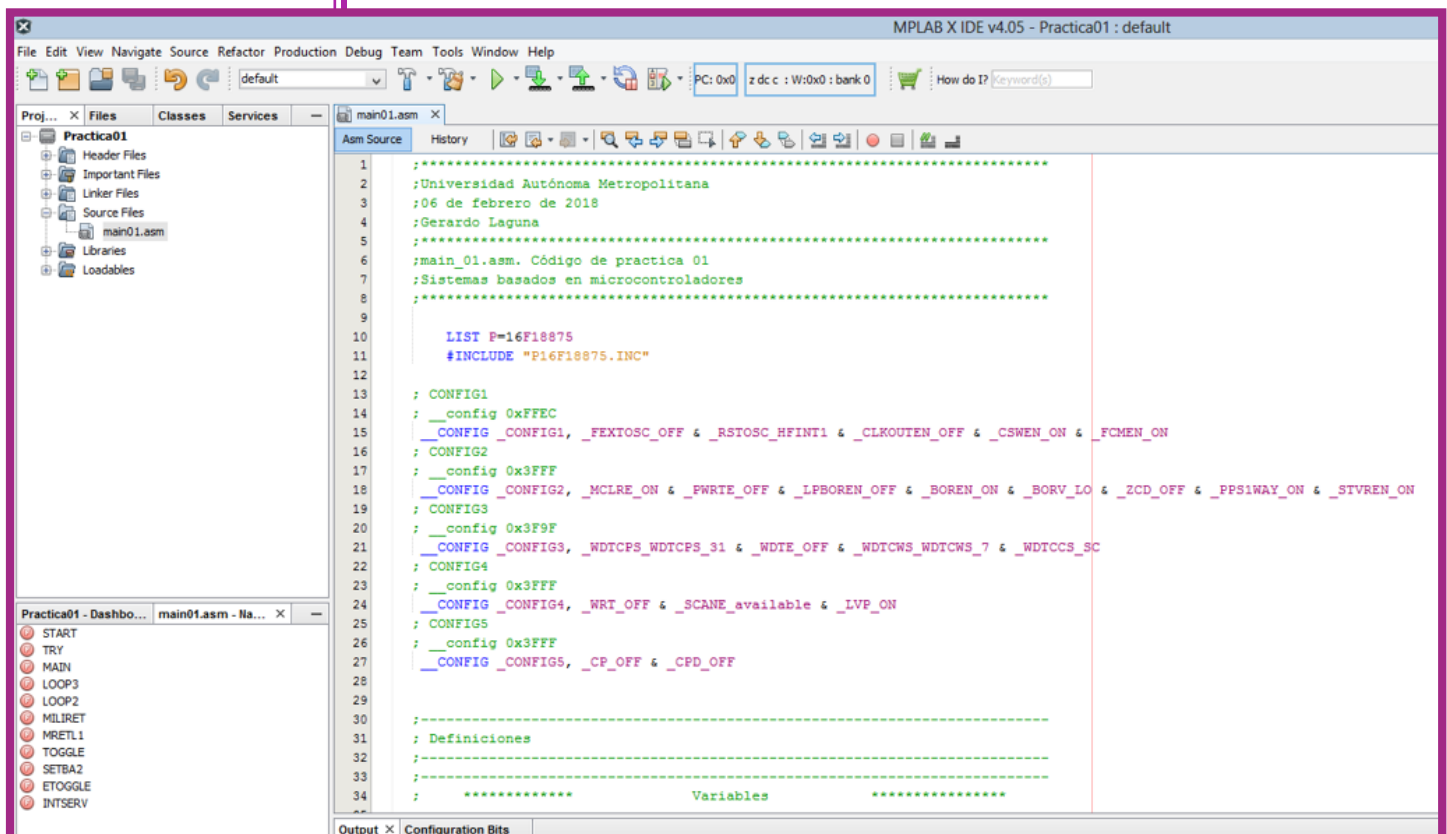 MPLAB X IDE v4.05 - Practica01 : default
File Edit View Navigate Source Refactor Production Debug Team Tools Window Help
default
PC: 0x0
z dc c : W:0x0 : bank 0
How do I?
Keyword(s)
Proj... Files Classes Services
Practica01
Header Files
Important Files
Linker Files
Source Files
main01.asm
Libraries
Loadables
Practica01 - Dashbo... main01.asm - Na...
START
TRY
MAIN
LOOP3
LOOP2
MILIRET
MRETL1
TOGGLE
SETBA2
ETOGGLE
INTSERV
main01.asm
Asm Source History
1 ;**************************************************************************
2 ;Universidad Autónoma Metropolitana
3 ;06 de febrero de 2018
4 ;Gerardo Laguna
5 ;**************************************************************************
6 ;main_01.asm. Código de practica 01
7 ;Sistemas basados en microcontroladores
8 ;**************************************************************************
9
10 LIST P=16F18875
11 #INCLUDE "P16F18875.INC"
12
13 ; CONFIG1
14 ; __config 0xFFEC
15 __CONFIG _CONFIG1, _FEXTOSC_OFF & _RSTOSC_HFINT1 & _CLKOUTEN_OFF & _CSWEN_ON & _FCMEN_ON
16 ; CONFIG2
17 ; __config 0x3FFF
18 __CONFIG _CONFIG2, _MCLRE_ON & _PWRTE_OFF & _LPBOREN_OFF & _BOREN_ON & _BORV_LO & _ZCD_OFF & _PPS1WAY_ON & _STVREN_ON
19 ; CONFIG3
20 ; __config 0x3F9F
21 __CONFIG _CONFIG3, _WDTCPS_WDTCPS_31 & _WDTE_OFF & _WDTCWS_WDTCWS_7 & _WDTCCS_SC
22 ; CONFIG4
23 ; __config 0x3FFF
24 __CONFIG _CONFIG4, _WRT_OFF & _SCANE_available & _LVP_ON
25 ; CONFIG5
26 ; __config 0x3FFF
27 __CONFIG _CONFIG5, _CP_OFF & _CPD_OFF
28
29
30 ;--------------------------------------------------------------------------
31 ; Definiciones
32 ;--------------------------------------------------------------------------
33 ;--------------------------------------------------------------------------
34 ; ************* Variables ****************
Output Configuration Bits